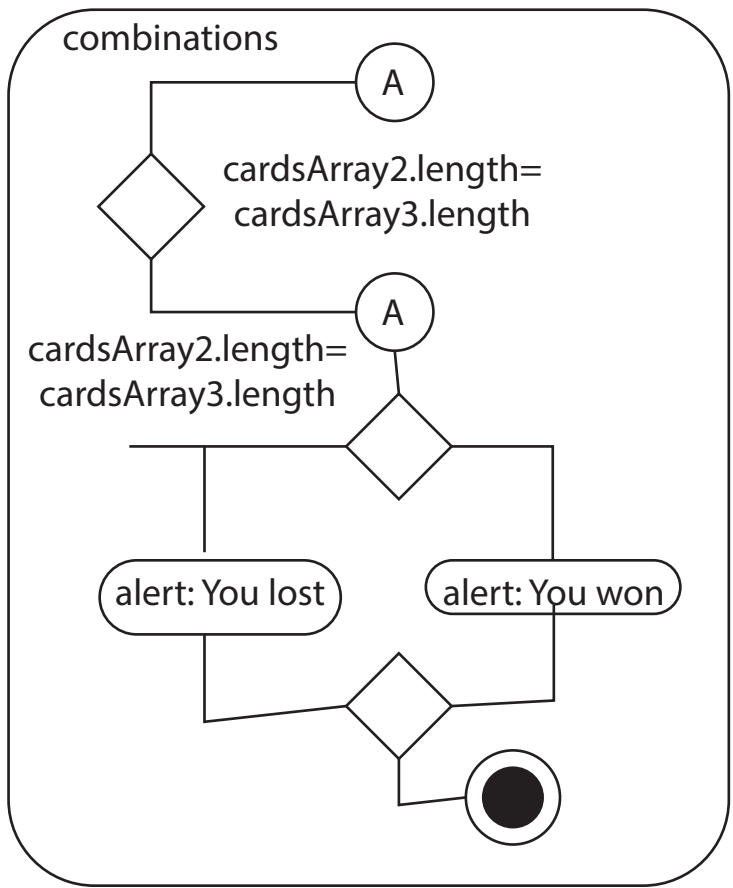 combinations
A
cardsArray2.length=
cardsArray3.length
A
cardsArray2.length=
cardsArray3.length
alert: You lost
alert: You won